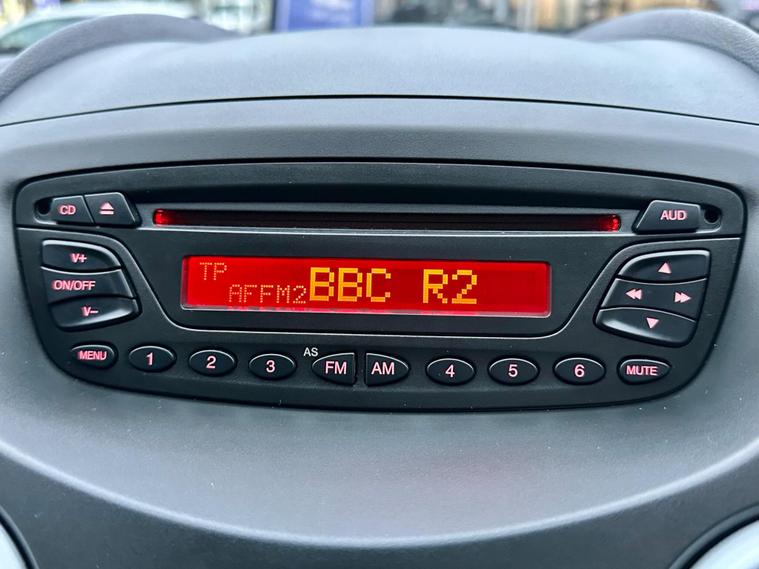 CD
AUD
V+
ON/OFF
V–
TP
AFFM2 BBC R2
MENU 1 2 3 AS FM AM 4 5 6 MUTE